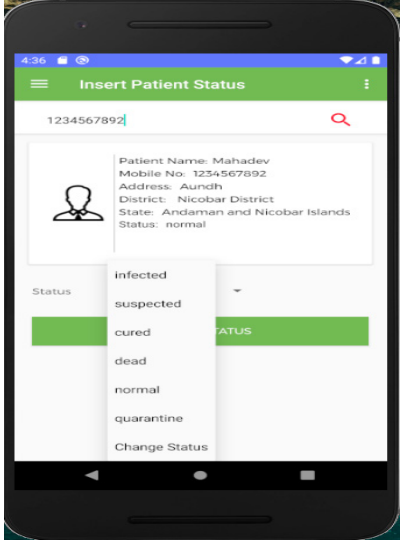 4:36
Insert Patient Status
1234567892
Patient Name: Mahadev
Mobile No: 1234567892
Address: Aundh
District: Nicobar District
State: Andaman and Nicobar Islands
Status: normal
Status
infected
suspected
cured
TATUS
dead
normal
quarantine
Change Status